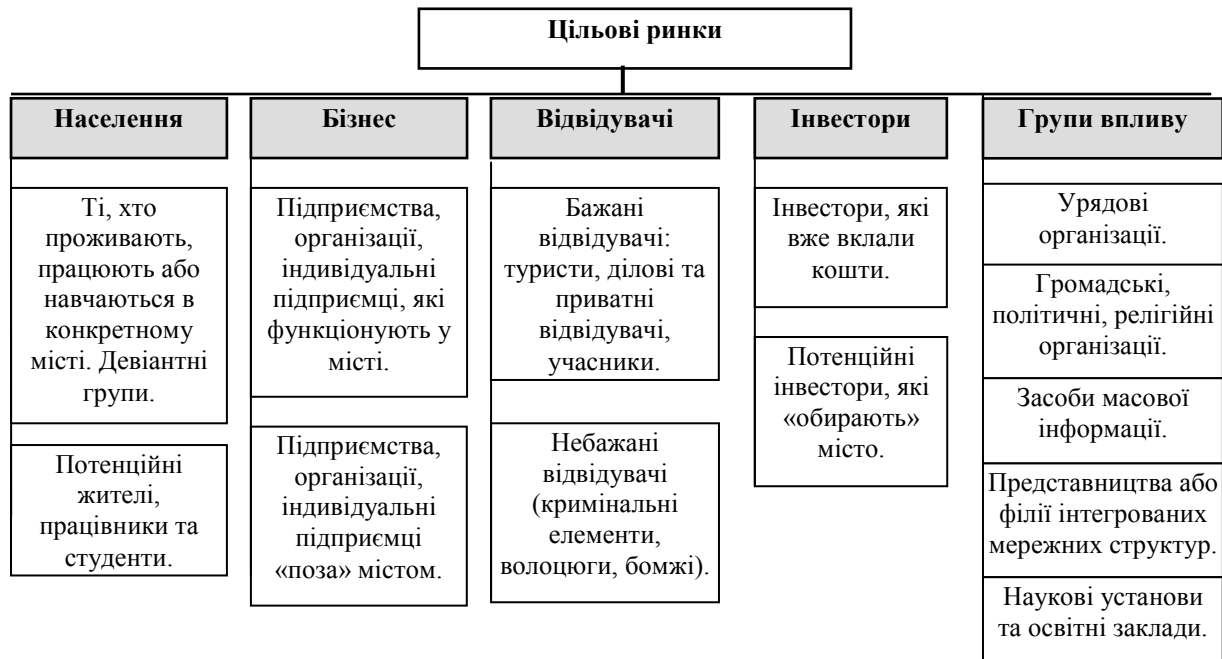 Цільові ринки
Населення
Ті, хто
проживають,
працюють або
навчаються в
конкретному
місті. Девіантні
групи.
Потенційні
жителі,
працівники та
студенти.
Бізнес
Підприємства,
організації,
індивідуальні
підприємці, які
функціонують у
місті.
Підприємства,
організації,
індивідуальні
підприємці
«поза» містом.
Відвідувачі
Бажані
відвідувачі:
туристи, ділові та
приватні
відвідувачі,
учасники.
Небажані
відвідувачі
(кримінальні
елементи,
волоцюги, бомжі).
Інвестори
Інвестори, які
вже вклали
кошти.
Потенційні
інвестори, які
«обирають»
місто.
Групи впливу
Урядові
організації.
Громадські,
політичні, релігійні
організації.
Засоби масової
інформації.
Представництва або
філії інтегрованих
мережних структур.
Наукові установи
та освітні заклади.